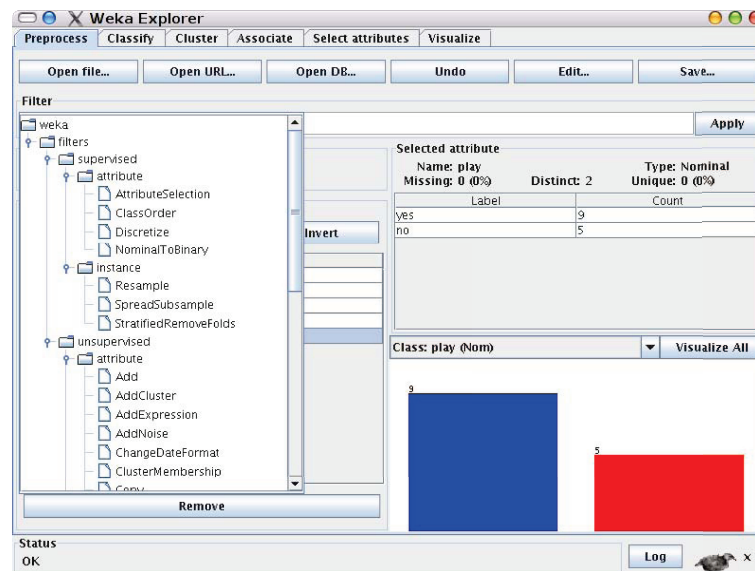 Weka Explorer
Preprocess Classify Cluster Associate Select attributes Visualize
Open file... Open URL... Open DB... Undo Edit... Save...
Filter
weka
filters
supervised
attribute
AttributeSelection
ClassOrder
Discretize
NominalToBinary
instance
Resample
SpreadSubsample
StratifiedRemoveFolds
unsupervised
attribute
Add
AddCluster
AddExpression
AddNoise
ChangeDateFormat
ClusterMembership
Copy
Apply
Invert
Remove
Selected attribute
Name: play Type: Nominal
Missing: 0 (0%) Distinct: 2 Unique: 0 (0%)
Label Count
yes 9
no 5
Class: play (Nom) Visualize All
9
5
Status
OK
Log x